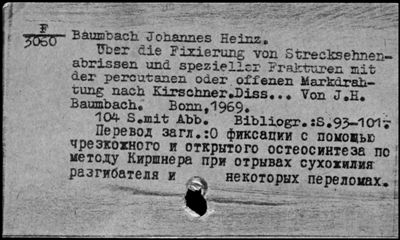 F
3060
Baumbach Johannes Heinz.
Über die Fixierung von Strecksehnen-
abrissen und spezieller Frakturen mit
der percutanen oder offenen Markdrah-
tung nach Kirschner.Diss... Von J.H.
Baumbach. Bonn,1969.
104 S.mit Abb. Bibliogr.:S.93-101.
Перевод загл.:О фиксации с помощью
чрезкожного и открытого остеосинтеза по
методу Киршнера при отрывах сухожилия
разгибателя и некоторых переломах.